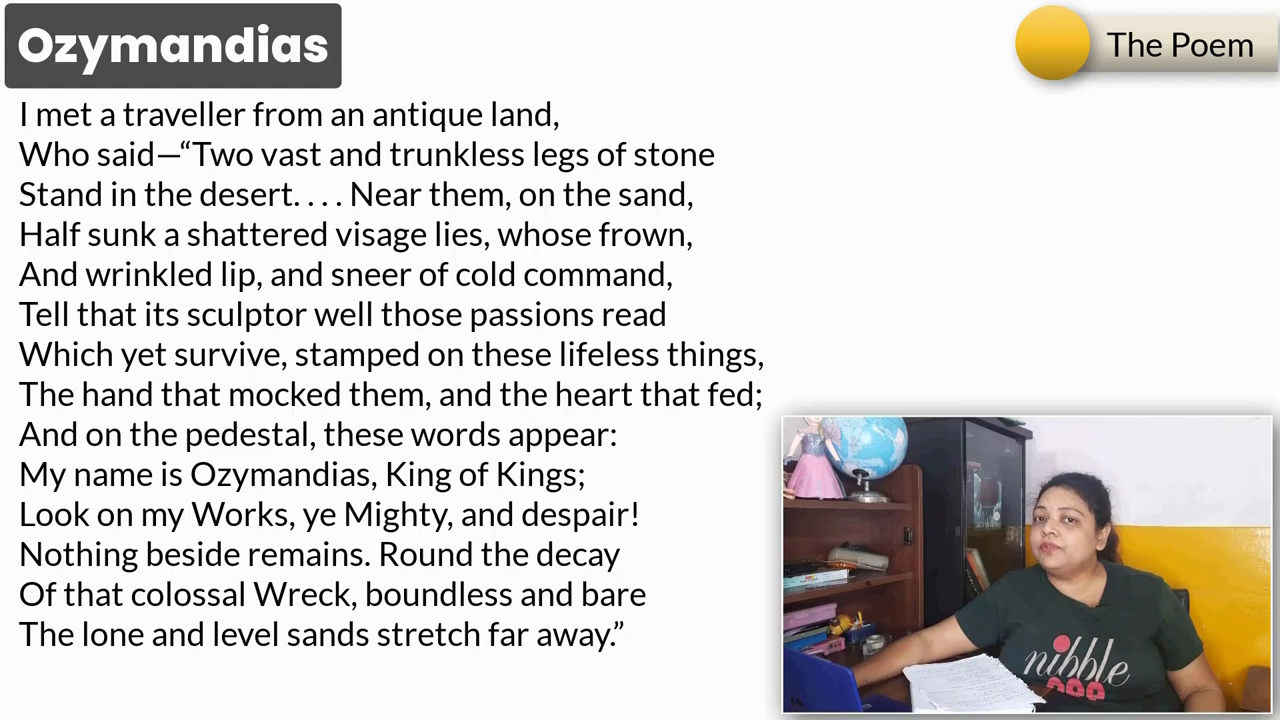 Ozymandias
The Poem
I met a traveller from an antique land,
Who said—“Two vast and trunkless legs of stone
Stand in the desert. . . . Near them, on the sand,
Half sunk a shattered visage lies, whose frown,
And wrinkled lip, and sneer of cold command,
Tell that its sculptor well those passions read
Which yet survive, stamped on these lifeless things,
The hand that mocked them, and the heart that fed;
And on the pedestal, these words appear:
My name is Ozymandias, King of Kings;
Look on my Works, ye Mighty, and despair!
Nothing beside remains. Round the decay
Of that colossal Wreck, boundless and bare
The lone and level sands stretch far away.”
nibble